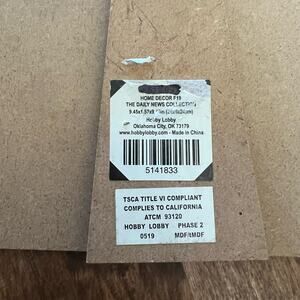 HOME DECOR F19
THE DAILY NEWS COLLECTION
Hobby Lobby
Oklahoma City, OK 73179
www.hobbylobby.com - Made in China
5141833
TSCA TITLE VI COMPLIANT
COMPLIES TO CALIFORNIA
ATCM 93120
HOBBY LOBBY PHASE 2
0519 MDF/tMDF